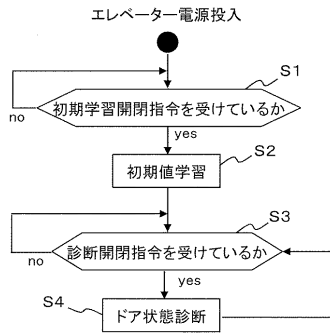 エレベーター電源投入
S1
初期学習開閉指令を受けているか
no
yes
S2
初期値学習
S3
診断開閉指令を受けているか
no
yes
S4
ドア状態診断